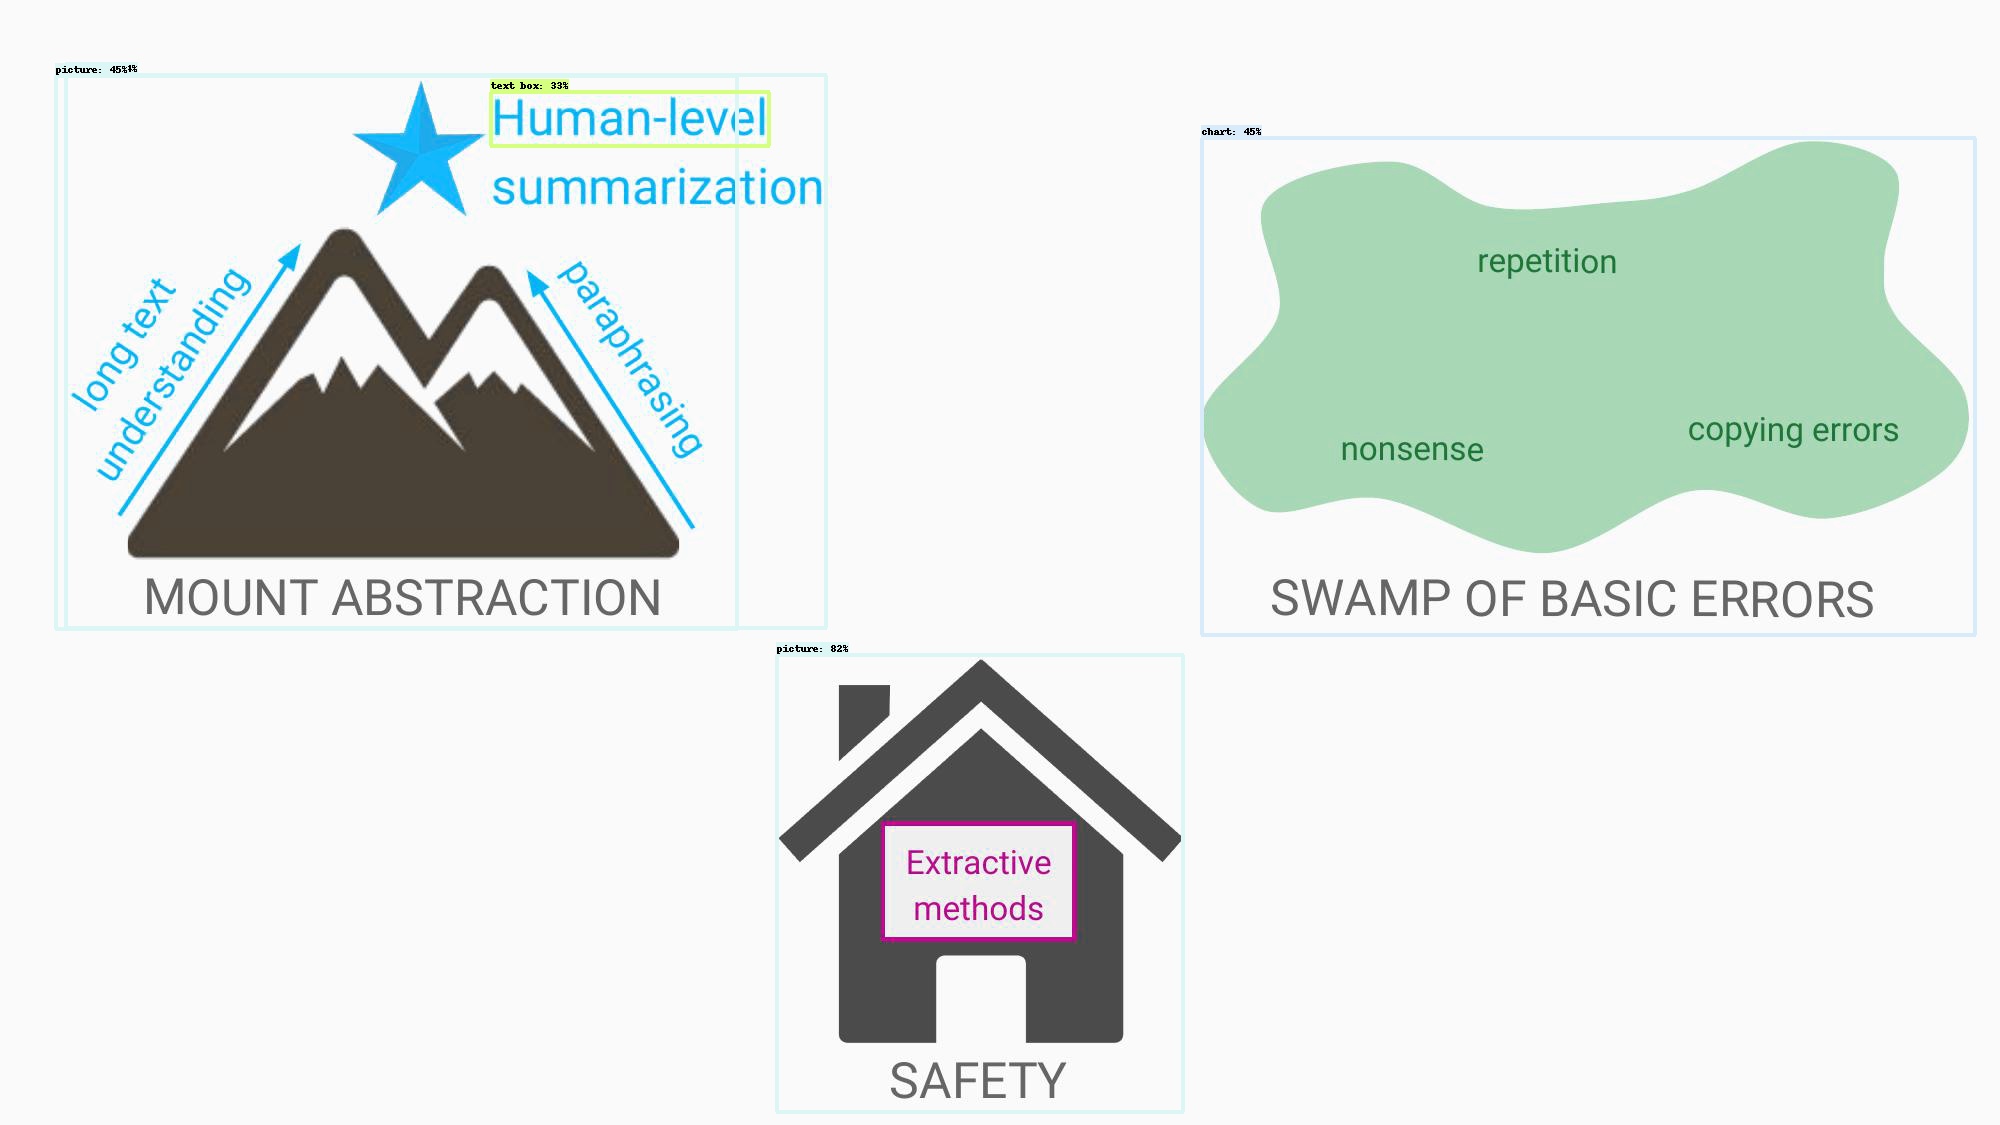 picture: 45%
text box: 33%
Human-level
summarization
long text
understanding
paraphrasing
MOUNT ABSTRACTION
chart: 45%
repetition
nonsense
copying errors
SWAMP OF BASIC ERRORS
picture: 82%
Extractive
methods
SAFETY